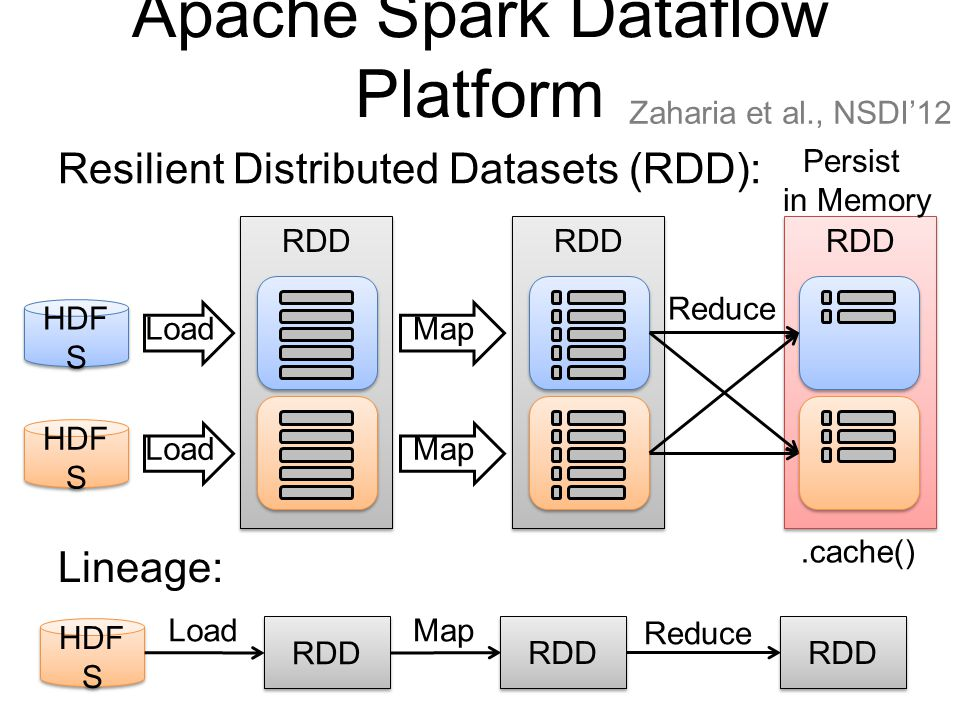 Apache Spark Dataflow
Platform
Zaharia et al., NSDI’12
Resilient Distributed Datasets (RDD):
Persist
in Memory
RDD
RDD
RDD
HDF
S
Load
Map
Reduce
HDF
S
Load
Map
.cache()
Lineage:
HDF
S
Load
RDD
Map
RDD
Reduce
RDD